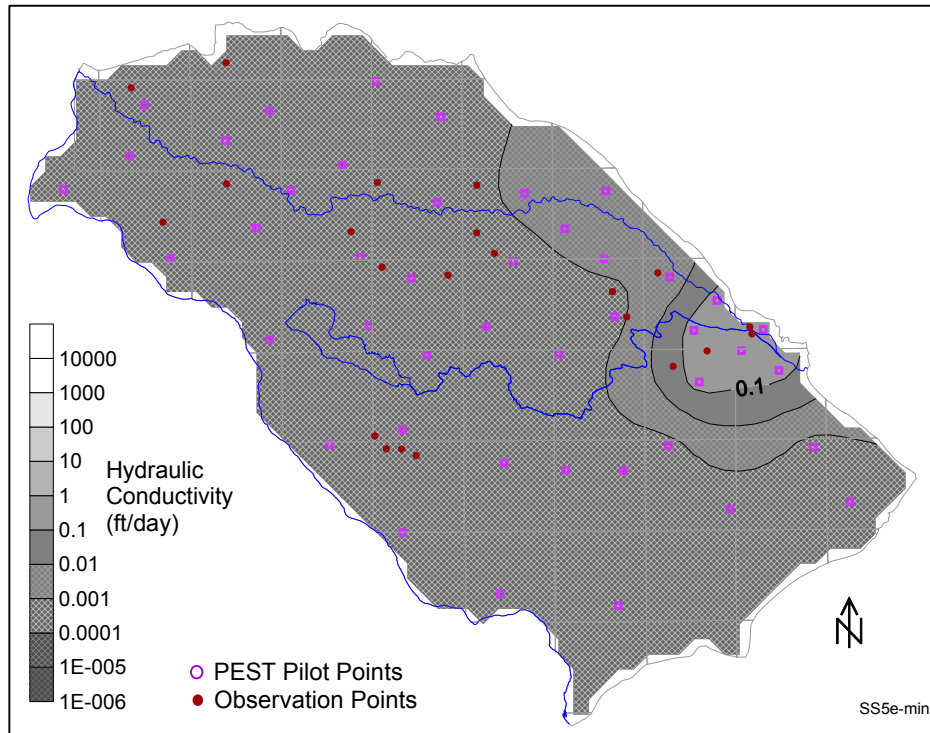 0.1
10000
1000
100
10
1
0.1
0.01
0.001
0.0001
1E-005
1E-006
Hydraulic
Conductivity
(ft/day)
PEST Pilot Points
Observation Points
N
SS5e-min